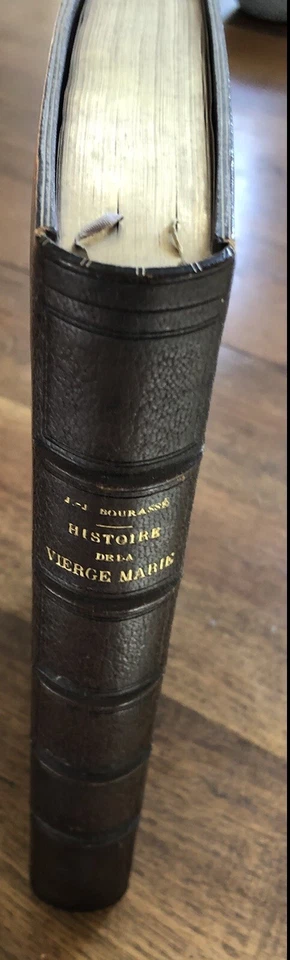 J.-J BOURASSÉ
HISTOIRE
DE LA
VIERGE MARIE